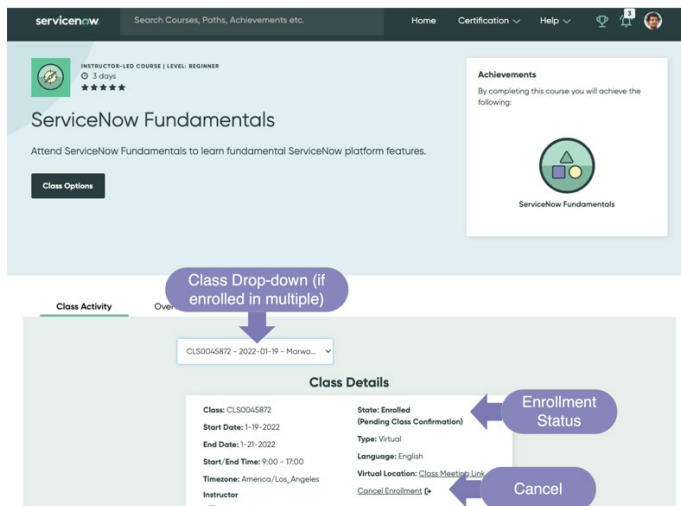 servicenow
Search Courses, Paths, Achievements etc.
Home
Certification
Help
3
INSTRUCTOR-LED COURSE | LEVEL: BEGINNER
3 days
ServiceNow Fundamentals
Attend ServiceNow Fundamentals to learn fundamental ServiceNow platform features.
Class Options
Achievements
By completing this course you will achieve the
following:
ServiceNow Fundamentals
Class Drop-down (if
enrolled in multiple)
Class Activity
CLS0045872 - 2022-01-19 - Marwa...
Class Details
Class: CLS0045872
Start Date: 1-19-2022
End Date: 1-21-2022
Start/End Time: 9:00 - 17:00
Timezone: America/Los_Angeles
Instructor
State: Enrolled
(Pending Class Confirmation)
Type: Virtual
Language: English
Virtual Location: Class Meeting Link
Cancel Enrollment
Enrollment
Status
Cancel